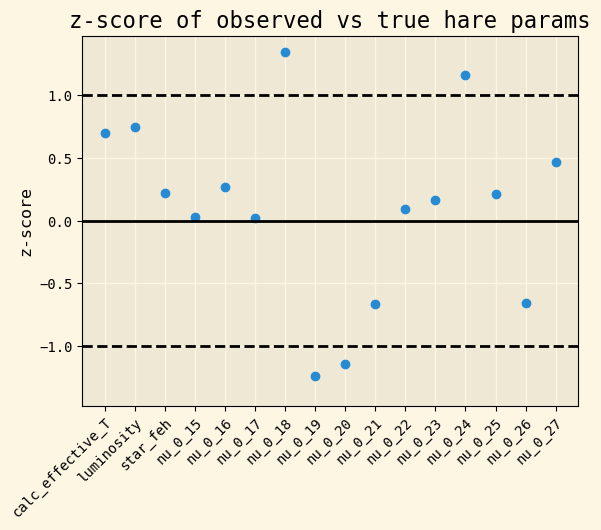 z-score of observed vs true hare params
z-score
1.0
0.5
0.0
−0.5
−1.0
calc_effective_T
luminosity
star_feh
nu_0_15
nu_0_16
nu_0_17
nu_0_18
nu_0_19
nu_0_20
nu_0_21
nu_0_22
nu_0_23
nu_0_24
nu_0_25
nu_0_26
nu_0_27